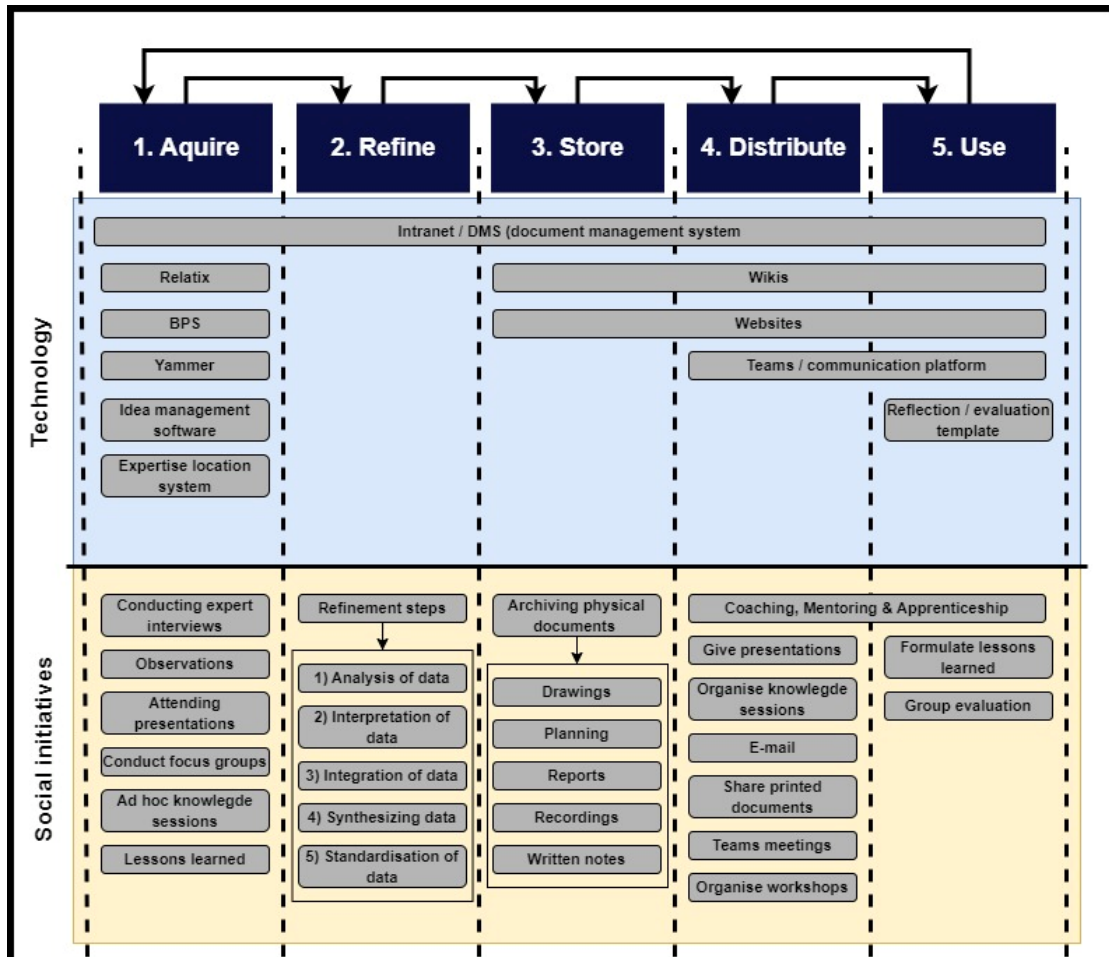 1. Aquire
2. Refine
3. Store
4. Distribute
5. Use
Technology
Intranet / DMS (document management system
Relatix
Wikis
BPS
Websites
Yammer
Teams / communication platform
Idea management
software
Reflection / evaluation
template
Expertise location
system
Social initiatives
Conducting expert
interviews
Observations
Attending
presentations
Conduct focus groups
Ad hoc knowlegde
sessions
Lessons learned
Refinement steps
1) Analysis of data
2) Interpretation of
data
3) Integration of data
4) Synthesizing data
5) Standardisation of
data
Archiving physical
documents
Drawings
Planning
Reports
Recordings
Written notes
Coaching, Mentoring & Apprenticeship
Give presentations
Organise knowlegde
sessions
E-mail
Share printed
documents
Teams meetings
Organise workshops
Formulate lessons
learned
Group evaluation